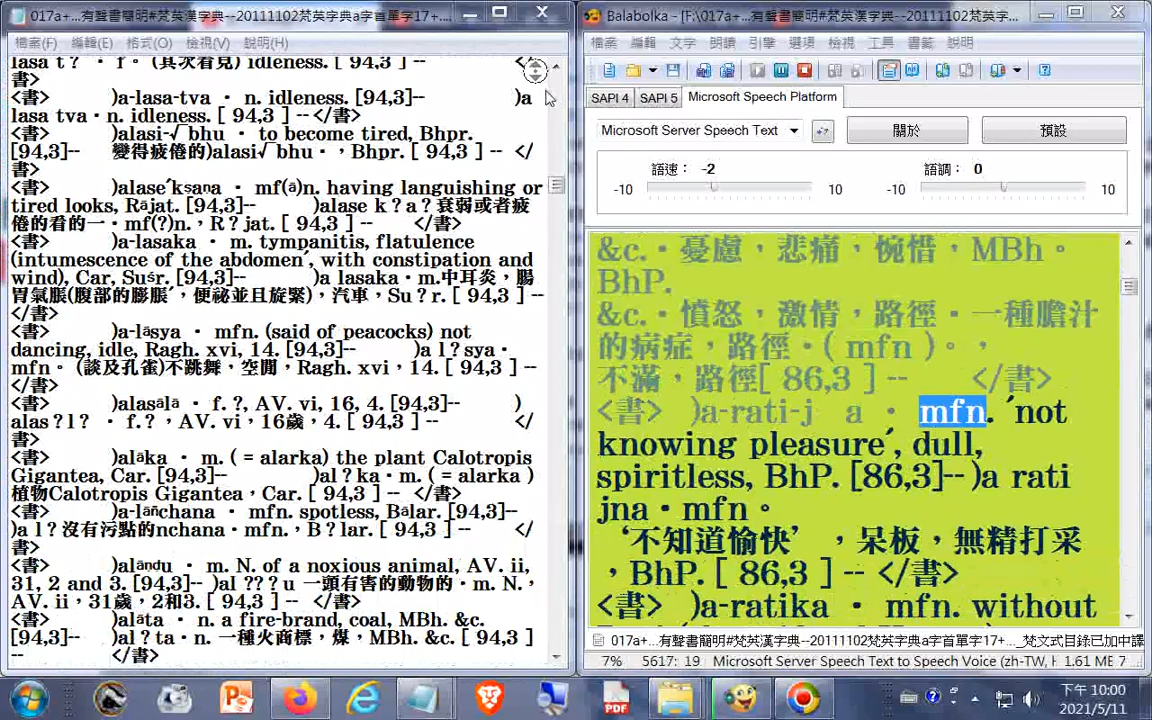 017a+...有聲書簡明#梵英漢字典--20111102梵英字典a字首單字17+...
檔案(F) 編輯(E) 格式(O) 檢視(V) 說明(H)
lasa t ? ‧ f。 (其次看見) idleness. [ 94,3 ] -- </
書>
<書> )a-lasa-tva ‧ n. idleness. [94,3]-- )a
lasa tva‧n. idleness. [ 94,3 ] -- </書>
<書> )alasi-√bhu ‧ to become tired, Bhpr.
[94,3]-- 變得疲倦的)alasi√bhu‧, Bhpr. [ 94,3 ] -- </
書>
<書> )alase´kṣaṇa ‧ mf(ā)n. having languishing or
tired looks, Rājat. [94,3]-- )alase k?a?衰弱或者疲
倦的看的一‧mf(?)n.,R?jat. [ 94,3 ] -- </書>
<書> )a-lasaka ‧ m. tympanitis, flatulence
(intumescence of the abdomen´, with constipation and
wind), Car, Suśr. [94,3]-- )a lasaka‧m.中耳炎,腸
胃氣脹(腹部的膨脹´,便祕並且旋緊),汽車,Su?r. [ 94,3 ] --
</書>
<書> )a-lāsya ‧ mfn. (said of peacocks) not
dancing, idle, Ragh. xvi, 14. [94,3]-- )a l?sya‧
mfn。(談及孔雀)不跳舞,空閒,Ragh. xvi,14. [ 94,3 ] --
</書>
<書> )alasālā ‧ f. ?, AV. vi, 16, 4. [94,3]-- )
alas?l?‧f.?,AV. vi,16歲,4. [ 94,3 ] -- </
書>
<書> )alāka ‧ m. ( = alarka) the plant Calotropis
Gigantea, Car. [94,3]-- )al?ka‧m. ( = alarka )
植物Calotropis Gigantea,Car. [ 94,3 ] -- </書>
<書> )a-lāñchana ‧ mfn. spotless, Bālar. [94,3]--
)a l?沒有污點的nchana‧mfn.,B?lar. [ 94,3 ] -- </
書>
<書> )alāṇḍu ‧ m. N. of a noxious animal, AV. ii,
31, 2 and 3. [94,3]-- )al???u 一頭有害的動物的‧m. N.,
AV. ii,31歲,2和3. [ 94,3 ] -- </書>
<書> )alāta ‧ n. a fire-brand, coal, MBh. &c.
[94,3]-- )al?ta‧n. 一種火商標,煤,MBh. &c. [ 94,3 ]
-- </書>
Balabolka - [F:\017a+...有聲書簡明#梵英漢字典--20111102梵英字...
檔案 編輯 文字 朗讀 引擎 選項 檢視 工具 書籤 說明
SAPI 4 SAPI 5 Microsoft Speech Platform
Microsoft Server Speech Text 關於 預設
語速: -2 語調: 0
-10 10 -10 10
&c.‧憂慮,悲痛,惋惜,MBh。
BhP.
&c.‧憤怒,激情,路徑‧一種膽汁
的病症,路徑‧( mfn )。,
不滿,路徑[ 86,3 ] -- </書>
<書> )a-rati-j a ‧ mfn. ´not
knowing pleasure´, dull,
spiritless, BhP. [86,3]-- )a rati
jna‧mfn。
‘不知道愉快’,呆板,無精打采
,BhP. [ 86,3 ] -- </書>
<書> )a-ratika ‧ mfn. without
017a+...有聲書簡明#梵英漢字典--20111102梵英字典a字首單字17+..._梵文式目錄已加中譯
7% 5617: 19 Microsoft Server Speech Text to Speech Voice (zh-TW, H 1.61 ME 7
下午 10:00
2021/5/11